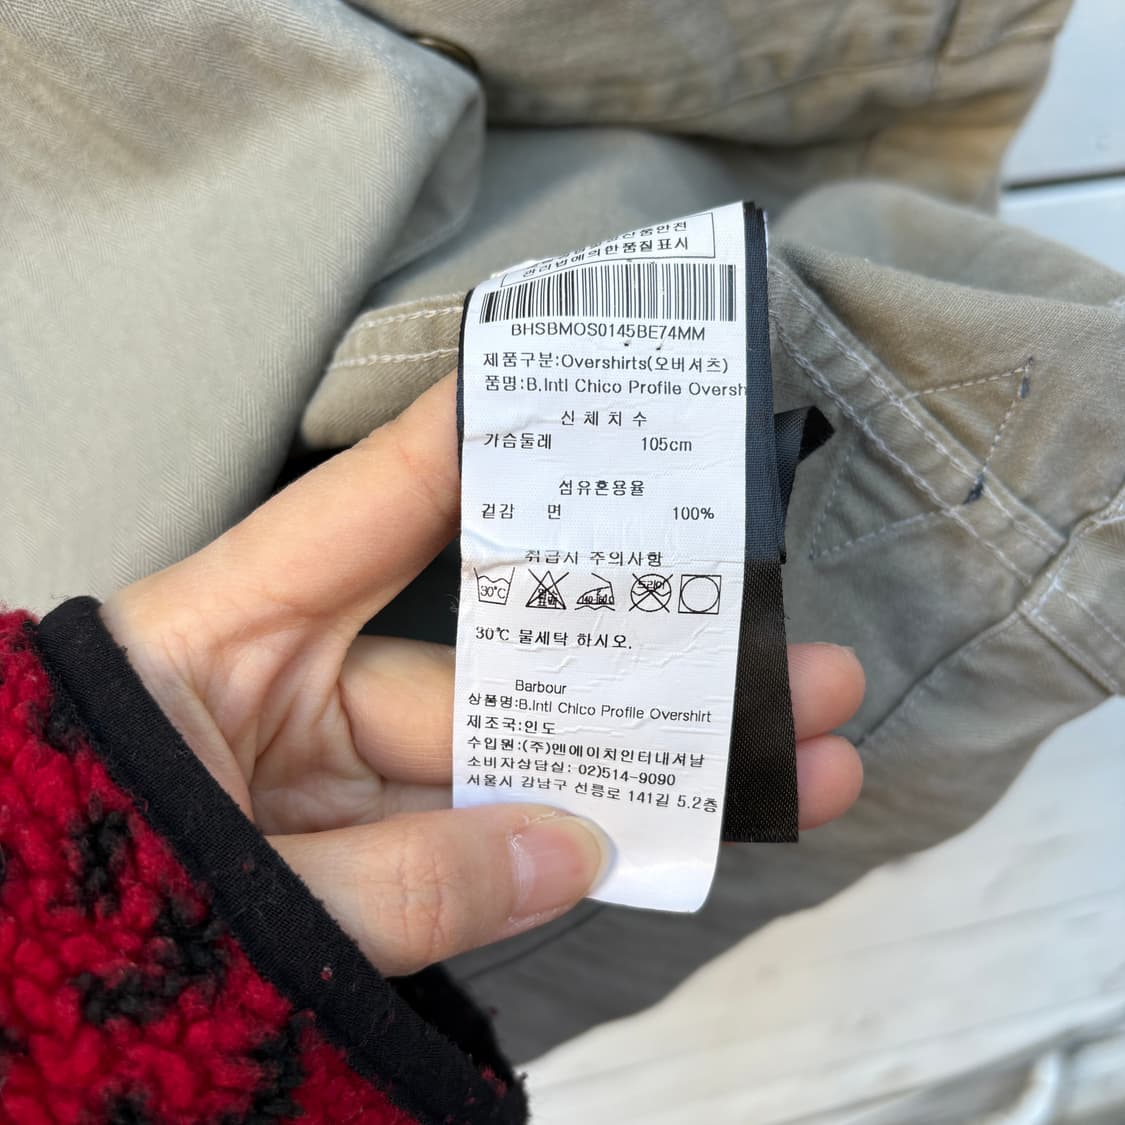 관리법에의한품질표시
BHSBMOS0145BE74MM
제품구분:Overshirts(오버셔츠)
품명:B.Intl Chico Profile Oversh
신체치수
가슴둘레 105cm
섬유혼용율
겉감 면 100%
취급시 주의사항
30°C 드라이
30℃ 물세탁 하시오.
Barbour
상품명:B.Intl Chico Profile Overshirt
제조국:인도
수입원:(주)엔에이치인터내셔날
소비자상담실: 02)514-9090
서울시 강남구 선릉로 141길 5.2층